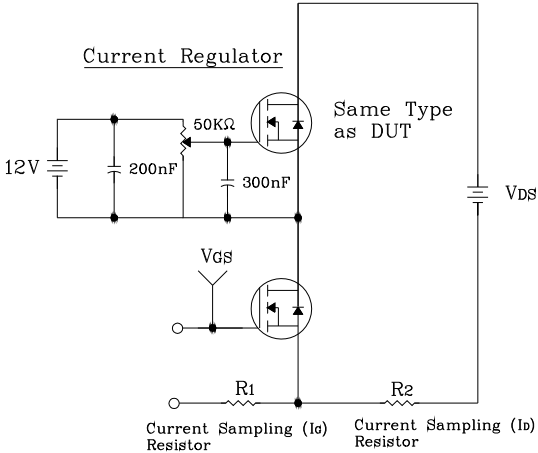 Current Regulator
Same Type
as DUT
50KΩ
12V
200nF
300nF
VDS
VGS
R1
R2
Current Sampling (IG)
Resistor
Current Sampling (ID)
Resistor